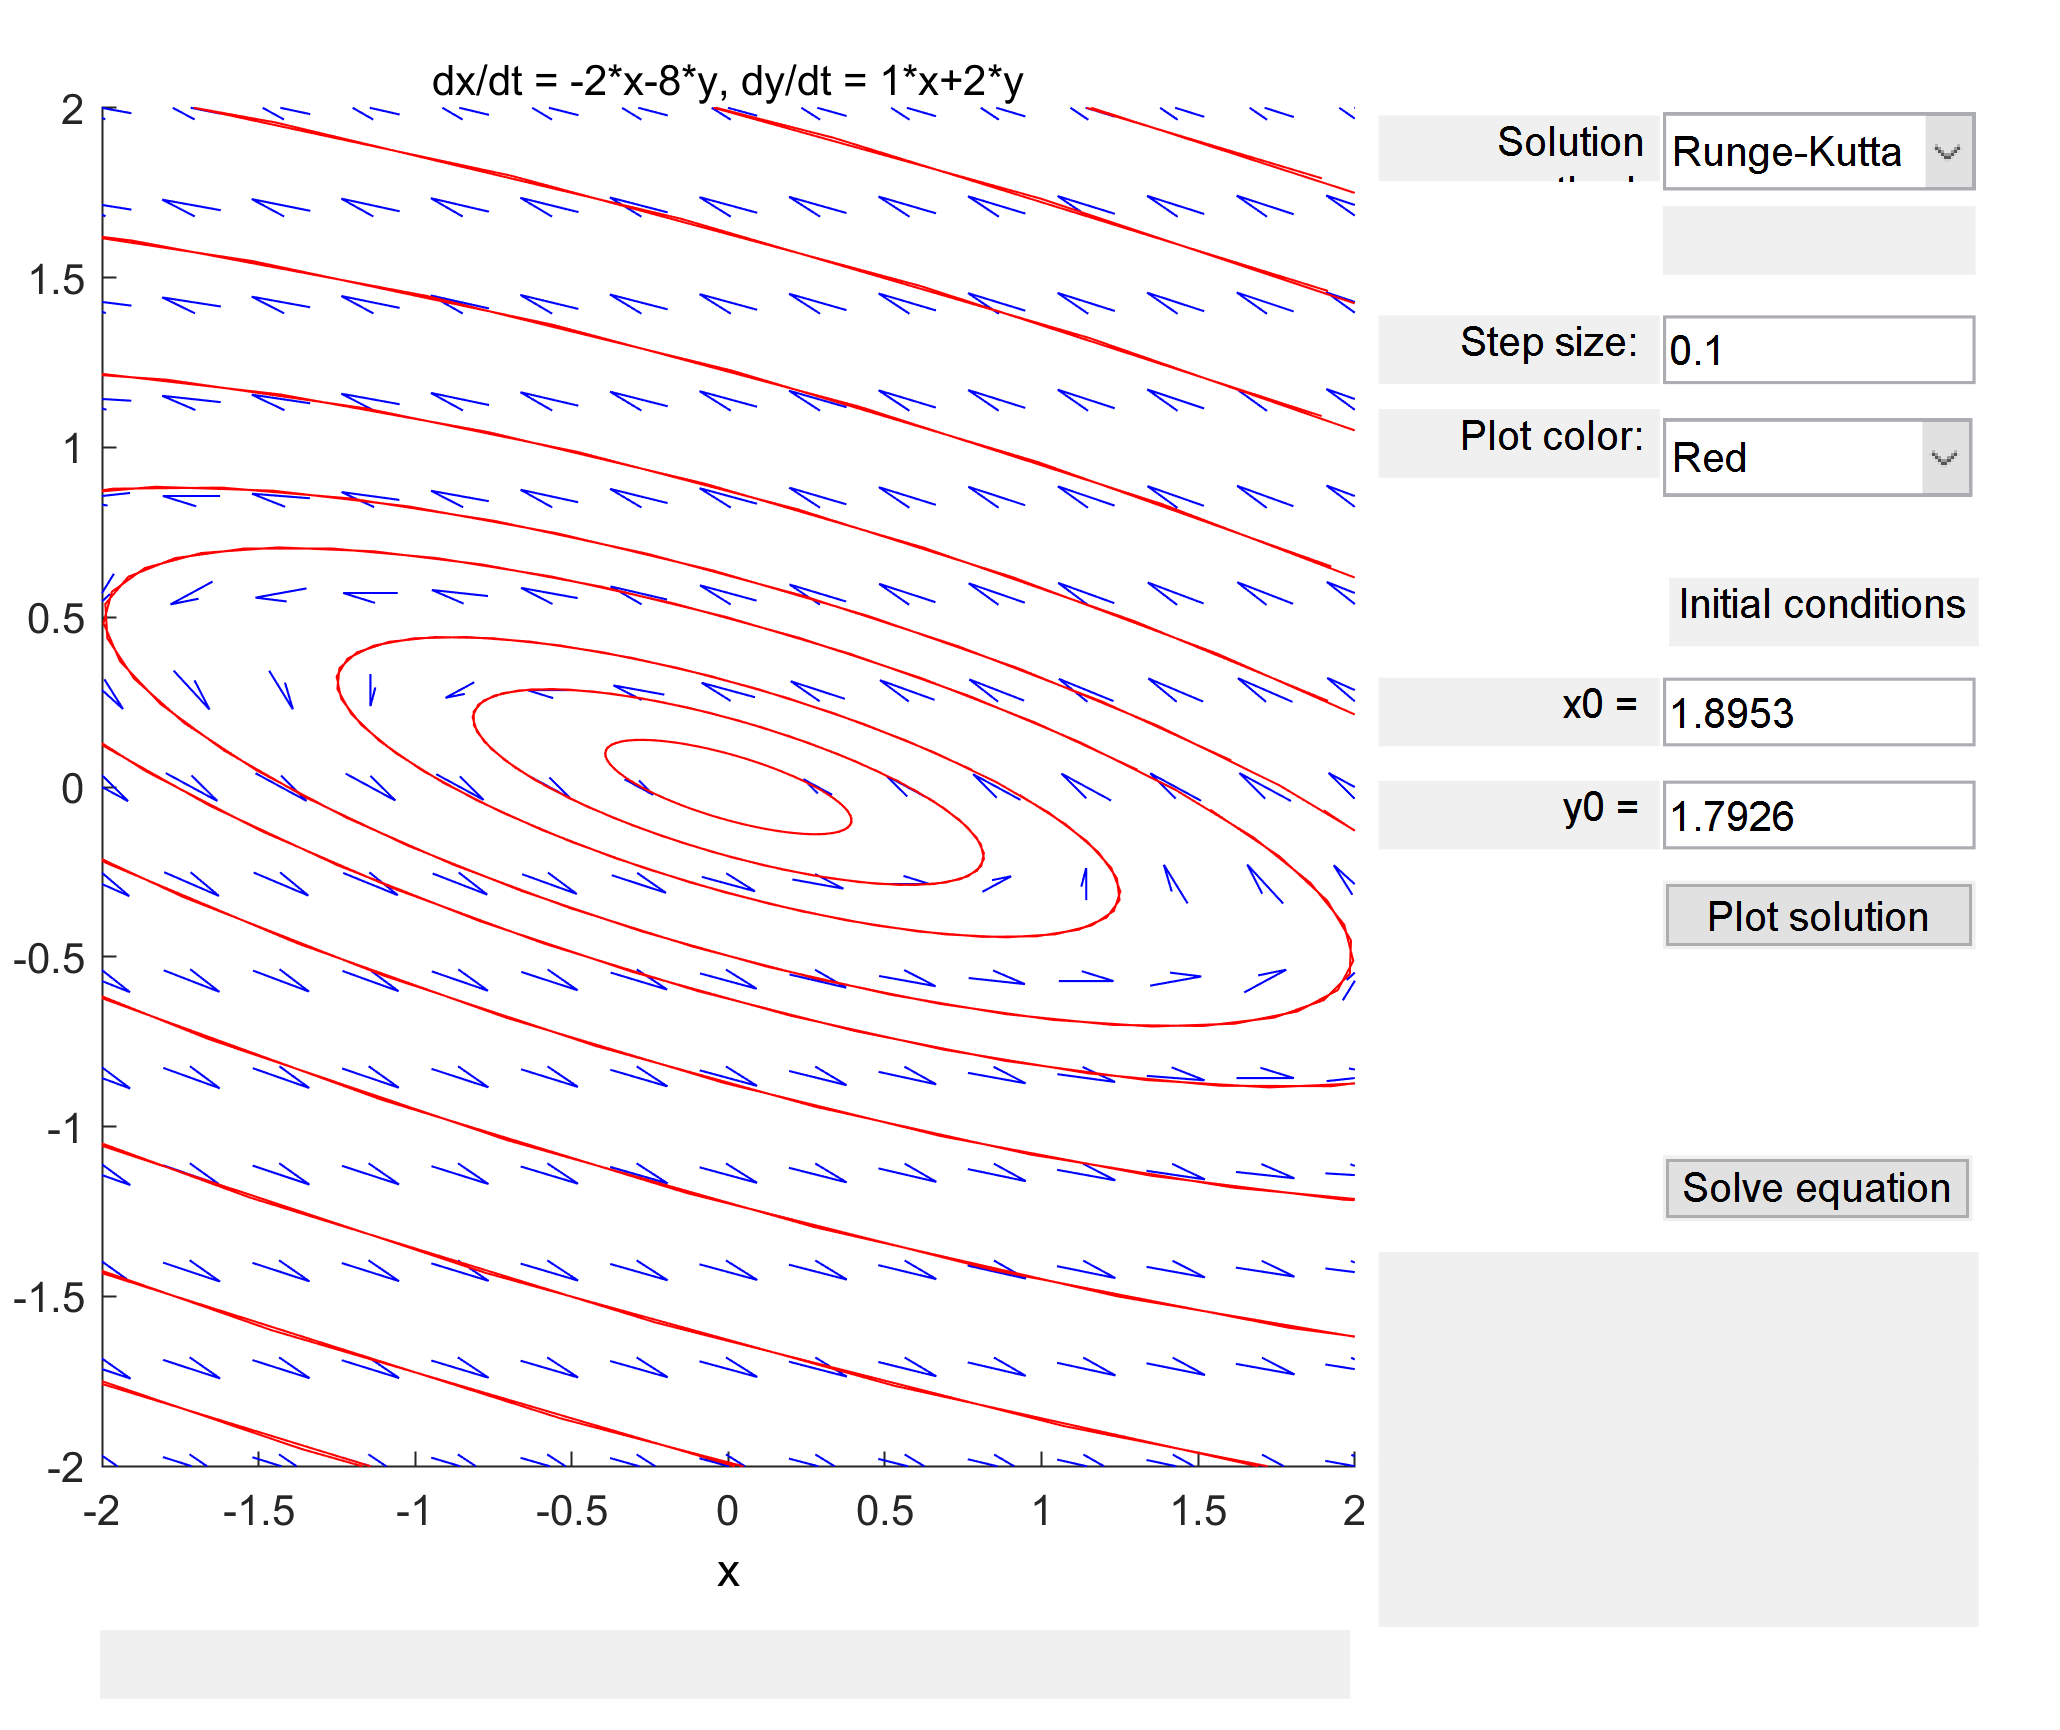 dx/dt = -2*x-8*y, dy/dt = 1*x+2*y
2
1.5
1
0.5
0
-0.5
-1
-1.5
-2
-2 -1.5 -1 -0.5 0 0.5 1 1.5 2
x
Solution
Runge-Kutta
Step size: 0.1
Plot color: Red
Initial conditions
x0 = 1.8953
y0 = 1.7926
Plot solution
Solve equation